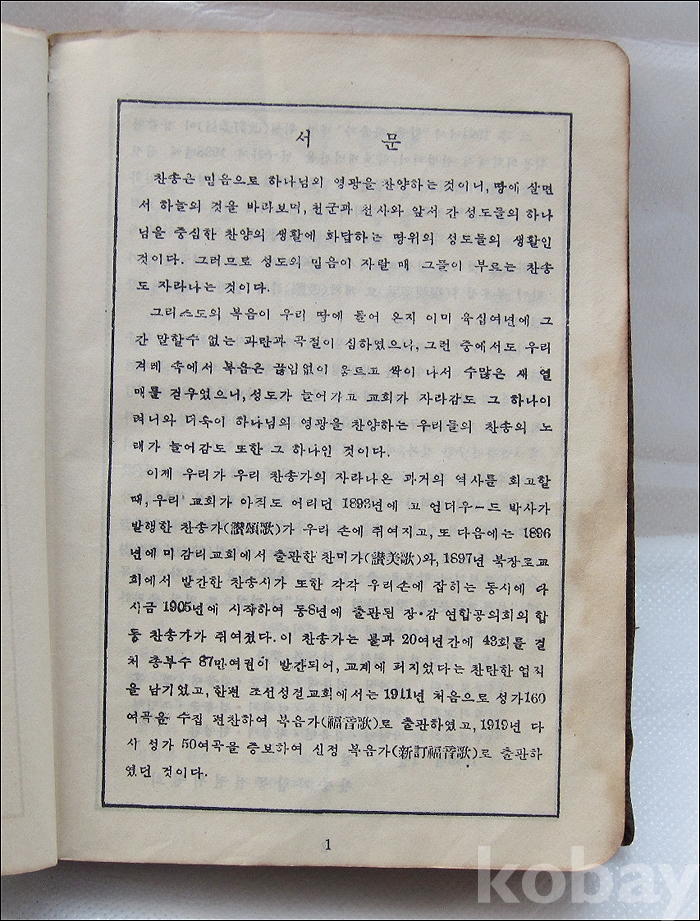 서 문
찬송은 믿음으로 하나님의 영광을 찬양하는 것이니, 땅에 살면
서 하늘의 것을 바라보며, 천군과 천사와 앞서 간 성도들의 하나
님을 중심한 찬양의 생활에 화답하는 땅위의 성도들의 생활인
것이다. 그러므로 성도의 믿음이 자랄 때 그들이 부르는 찬송
도 자라나는 것이다.
그리스도의 복음이 우리 땅에 들어 온지 이미 육십여년에 그
간 말할수 없는 파란과 곡절이 심하였으니, 그런 중에서도 우리
겨레 속에서 복음은 끊임없이 움트고 싹이 나서 수많은 새 열
매를 걷우었으니, 성도가 늘어가고 교회가 자라감도 그 하나이
려니와 더욱이 하나님의 영광을 찬양하는 우리들의 찬송의 노
래가 늘어감도 또한 그 하나인 것이다.
이제 우리가 우리 찬송가의 자라나온 과거의 역사를 회고할
때, 우리 교회가 아직도 어리던 1893년에 고 언더우—드 박사가
발행한 찬송가(讚頌歌)가 우리 손에 쥐여지고, 또 다음에는 1896
년에 미 감리교회에서 출판한 찬미가(讃美歌)와, 1897년 북장로교
회에서 발간한 찬송시가 또한 각각 우리손에 잡히는 동시에 다
시금 1905년에 시작하여 동8년에 출판된 장·감 연합공의회의 합
동 찬송가가 쥐여졌다. 이 찬송가는 불과 20여년간에 43회를 걸
처 총부수 87만여권이 발간되어, 교계에 퍼지었다는 찬란한 업적
을 남기었고, 한편 조선성결교회에서는 1911년 처음으로 성가160
여곡을 수집 편찬하여 복음가(福音歌)로 출판하였고, 1919년 다
시 성가 50여곡을 증보하여 신정 복음가(新訂福音歌)로 출판하
였던 것이다.
1
kobay